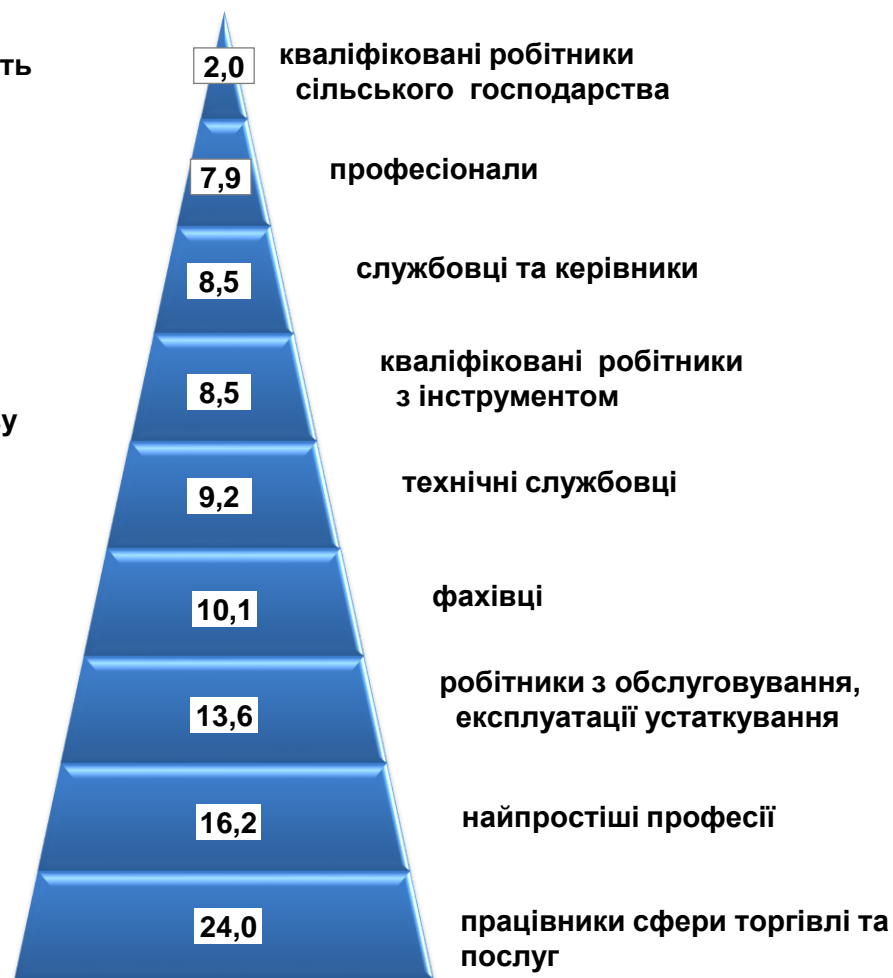 ть
2,0
кваліфіковані робітники
сільського господарства
7,9
професіонали
8,5
службовці та керівники
8,5
кваліфіковані робітники
з інструментом
у
9,2
технічні службовці
10,1
фахівці
13,6
робітники з обслуговування,
експлуатації устаткування
16,2
найпростіші професії
24,0
працівники сфери торгівлі та
послуг